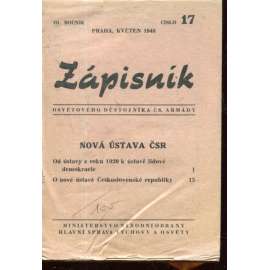 III. ROČNÍK
ČÍSLO 17
PRAHA, KVĚTEN 1948
Zápisník
OSVĚTOVÉHO DŮSTOJNÍKA ČS. ARMÁDY
NOVÁ ÚSTAVA ČSR
Od ústavy z roku 1920 k ústavě lidové
demokracie 1
O nové ústavě Československé republiky 15
MINISTERSTVO NÁRODNÍ OBRANY
HLAVNÍ SPRÁVA VÝCHOVY A OSVĚTY